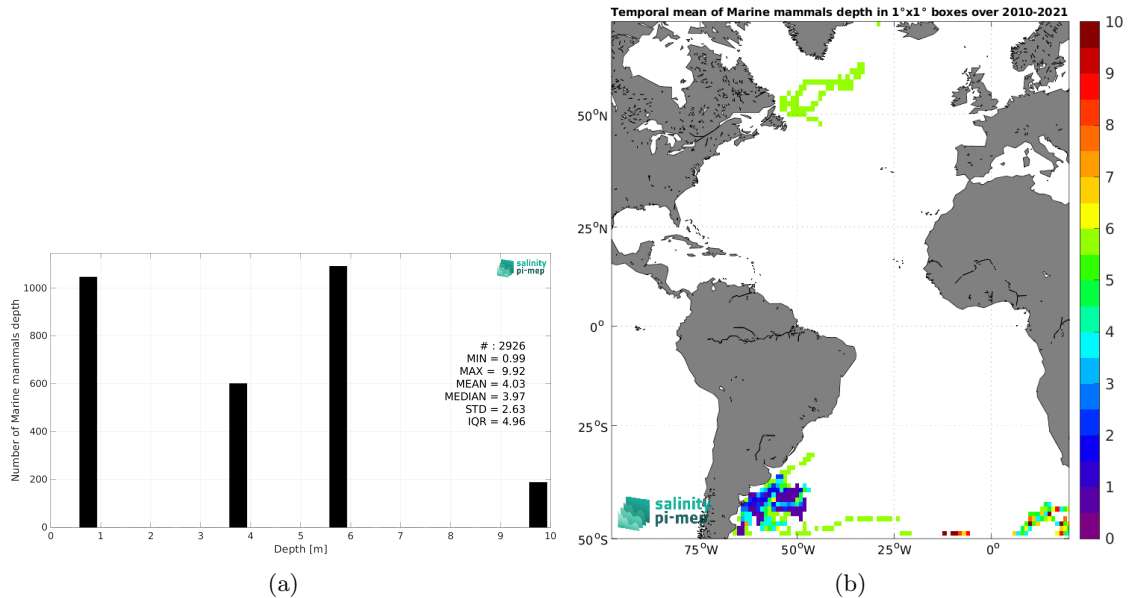 salinity
pi-mep
Number of Marine mammals depth
1000
800
600
400
200
0
# : 2926
MIN = 0.99
MAX = 9.92
MEAN = 4.03
MEDIAN = 3.97
STD = 2.63
IQR = 4.96
0 1 2 3 4 5 6 7 8 9 10
Depth [m]
(a)
Temporal mean of Marine mammals depth in 1°x1° boxes over 2010-2021
50°N
25°N
0°
25°S
50°S
75°W 50°W 25°W 0°
salinity
pi-mep
10
9
8
7
6
5
4
3
2
1
0
(b)